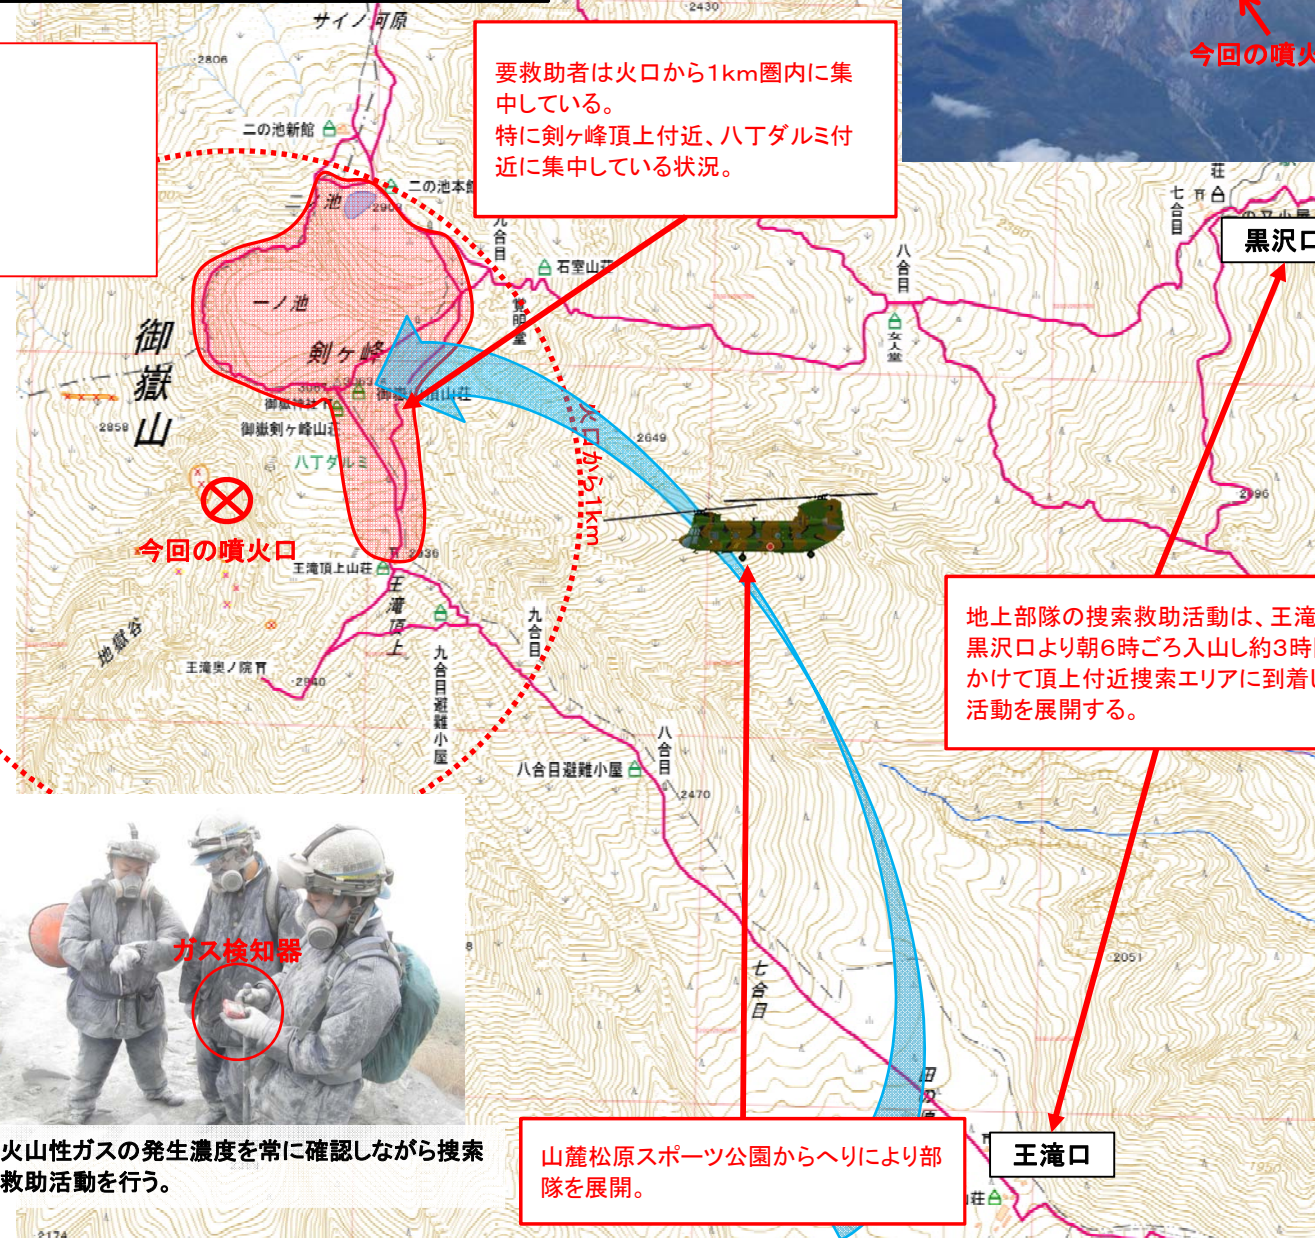 サイノ河原
2430
2806
今回の噴火
要救助者は火口から1km圏内に集
中している。
特に剣ヶ峰頂上付近、八丁ダルミ付
近に集中している状況。
二の池新館
二の池本館
二ノ池
2908
九合目
石室山荘
覚明堂
八合目
女人堂
七合目
荘
黒沢口
一ノ池
剣ヶ峰
御嶽山
2859
御嶽剣ヶ峰山荘
八丁ダルミ
火口から1km
2649
2696
今回の噴火口
2936
王滝頂上山荘
王滝頂上
地獄谷
王滝奥ノ院
2940
九合目
九合目避難小屋
地上部隊の捜索救助活動は、王滝
黒沢口より朝6時ごろ入山し約3時
かけて頂上付近捜索エリアに到着し
活動を展開する。
八合目
八合目避難小屋
2470
ガス検知器
七合目
2051
火山性ガスの発生濃度を常に確認しながら捜索
救助活動を行う。
山麓松原スポーツ公園からヘリにより部
隊を展開。
王滝口
荘
1950
2174